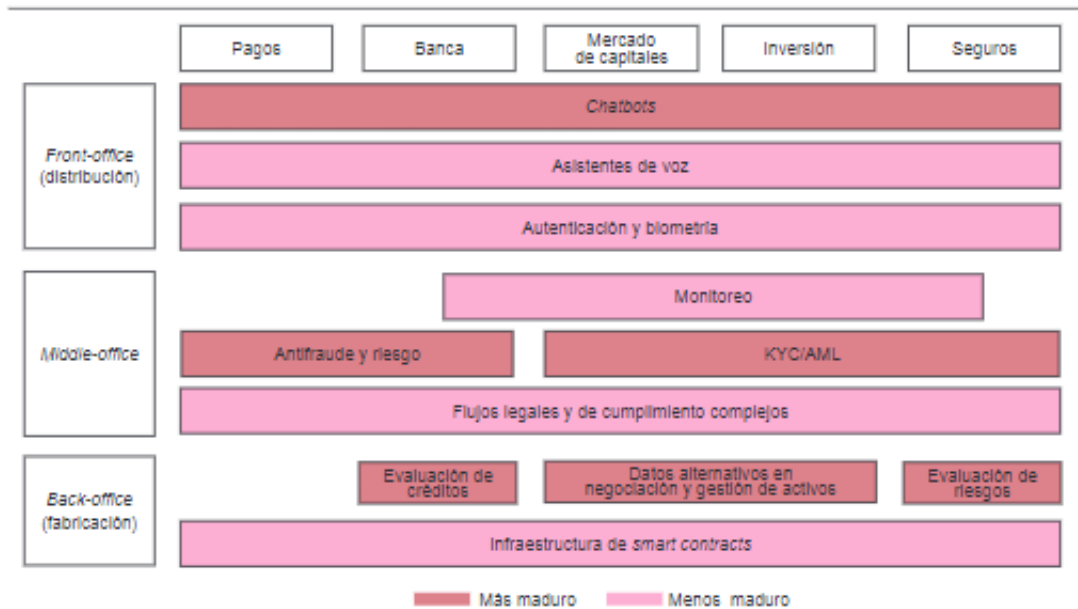 Pagos
Banca
Mercado
de capitales
Inversión
Seguros
Front-office
(distribución)
Chatbots
Asistentes de voz
Autenticación y biometría
Middle-office
Monitoreo
Antifraude y riesgo
KYC/AML
Flujos legales y de cumplimiento complejos
Back-office
(fabricación)
Evaluación de
créditos
Datos alternativos en
negociación y gestión de activos
Evaluación de
riesgos
Infraestructura de smart contracts
Más maduro
Menos maduro